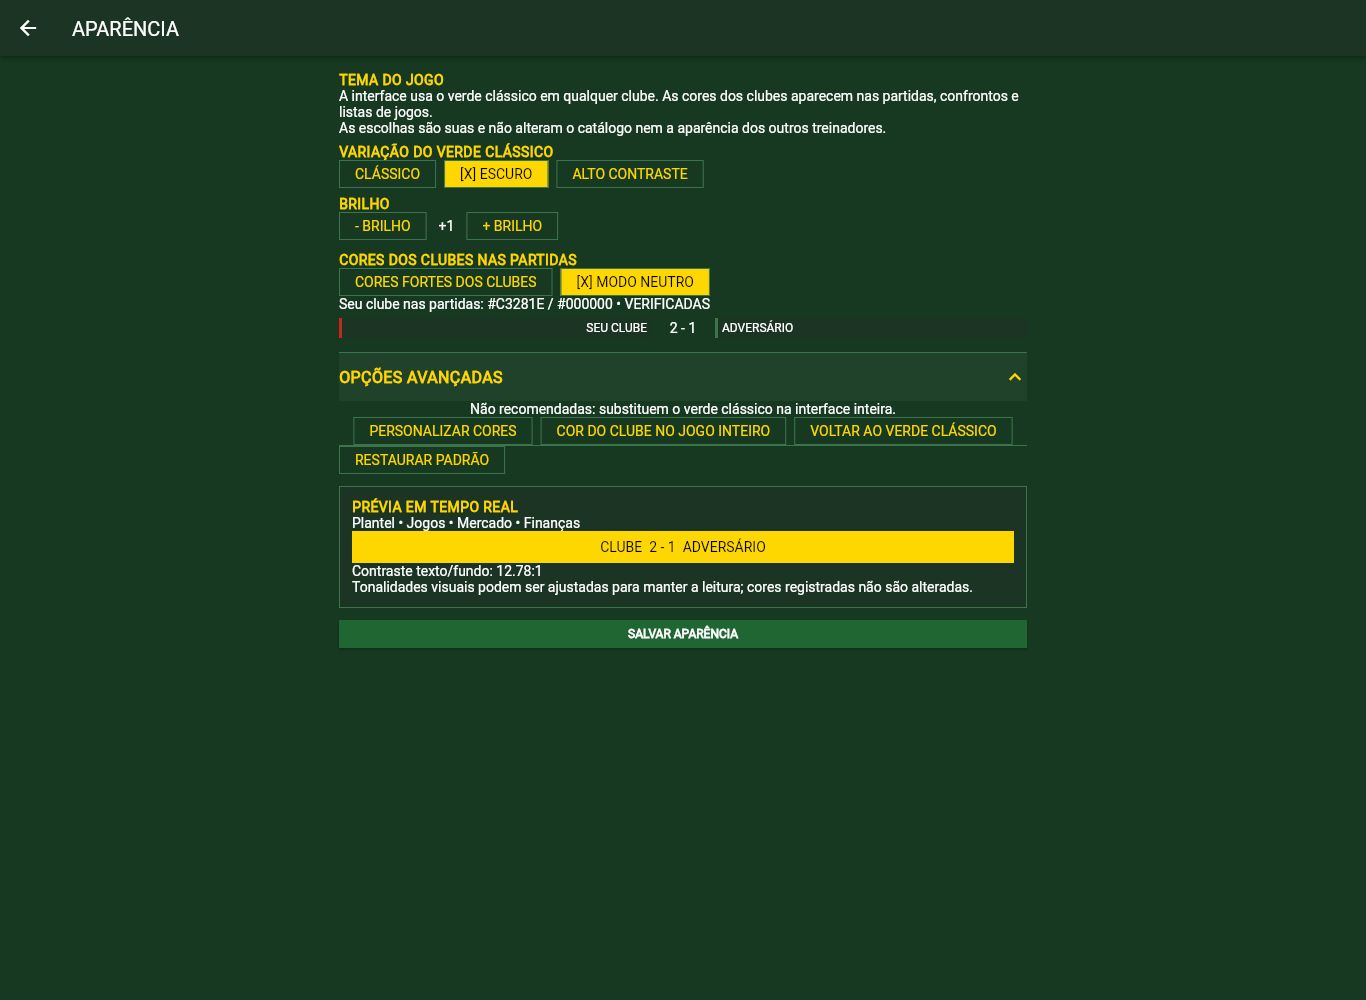 APARÊNCIA
TEMA DO JOGO
A interface usa o verde clássico em qualquer clube. As cores dos clubes aparecem nas partidas, confrontos e
listas de jogos.
As escolhas são suas e não alteram o catálogo nem a aparência dos outros treinadores.
VARIAÇÃO DO VERDE CLÁSSICO
CLÁSSICO [X] ESCURO ALTO CONTRASTE
BRILHO
- BRILHO +1 + BRILHO
CORES DOS CLUBES NAS PARTIDAS
CORES FORTES DOS CLUBES [X] MODO NEUTRO
Seu clube nas partidas: #C3281E / #000000 • VERIFICADAS
SEU CLUBE 2 - 1 ADVERSÁRIO
OPÇÕES AVANÇADAS
Não recomendadas: substituem o verde clássico na interface inteira.
PERSONALIZAR CORES COR DO CLUBE NO JOGO INTEIRO VOLTAR AO VERDE CLÁSSICO
RESTAURAR PADRÃO
PRÉVIA EM TEMPO REAL
Plantel • Jogos • Mercado • Finanças
CLUBE 2 - 1 ADVERSÁRIO
Contraste texto/fundo: 12.78:1
Tonalidades visuais podem ser ajustadas para manter a leitura; cores registradas não são alteradas.
SALVAR APARÊNCIA